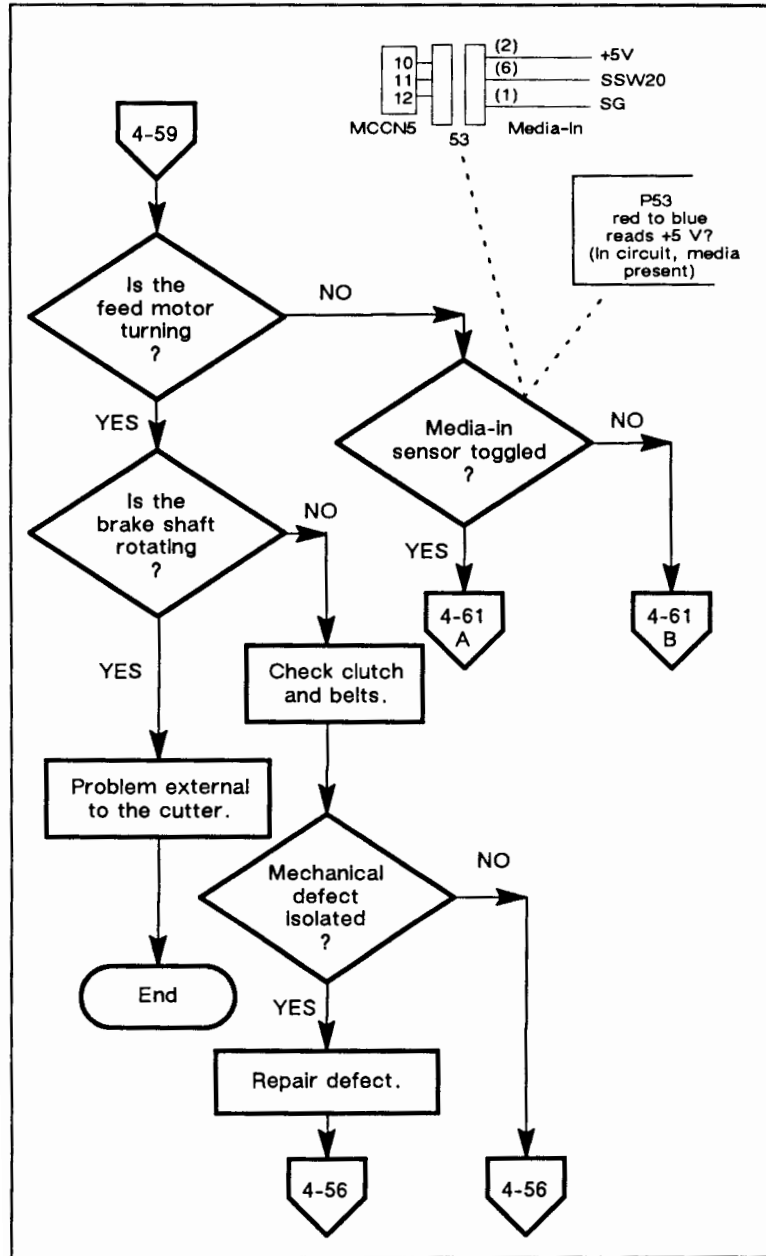 (2)
+5V
10
(6)
SSW20
11
12
(1)
SG
MCCN5
53
Media-In
4-59
P53
red to blue
reads +5 V?
(In circuit, media
present)
Is the
feed motor
turning
?
NO
YES
Media-in
sensor toggled
?
NO
YES
Is the
brake shaft
rotating
?
NO
YES
4-61
A
4-61
B
Check clutch
and belts.
Problem external
to the cutter.
Mechanical
defect
isolated
?
NO
YES
End
Repair defect.
4-56
4-56